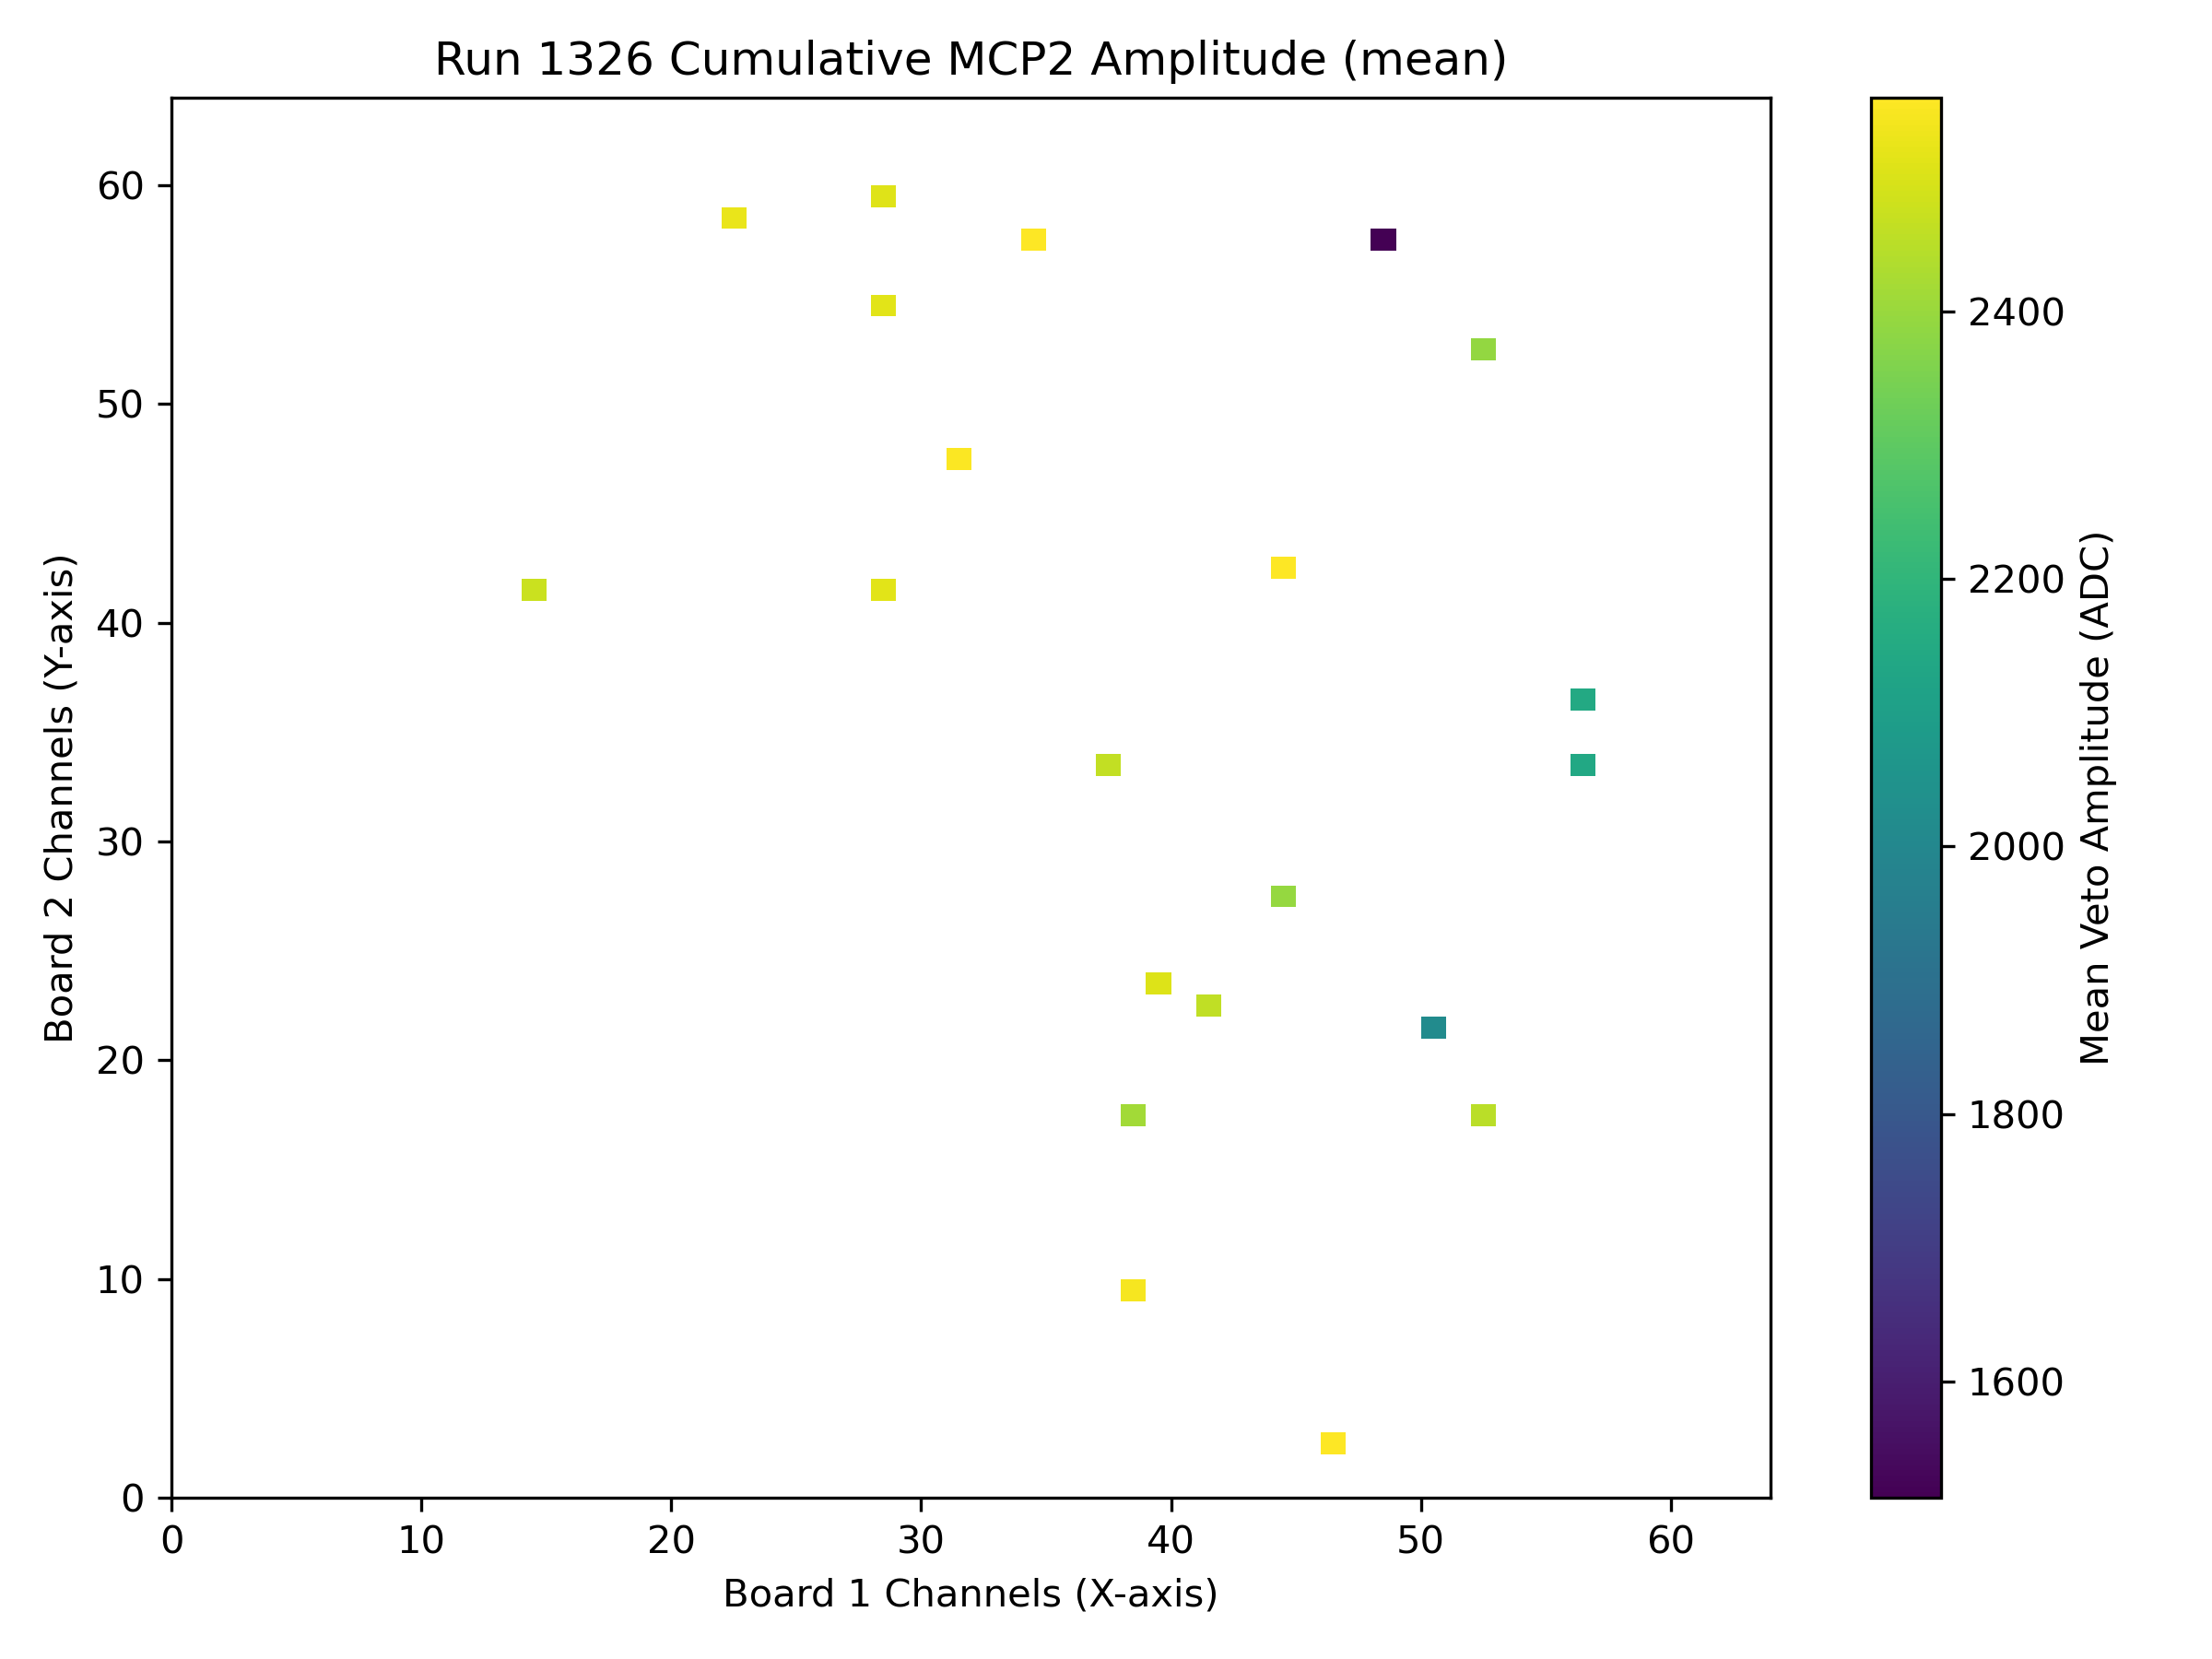 Run 1326 Cumulative MCP2 Amplitude (mean)
60
50
40
30
20
10
0
Board 2 Channels (Y-axis)
0 10 20 30 40 50 60
Board 1 Channels (X-axis)
2400
2200
2000
1800
1600
Mean Veto Amplitude (ADC)